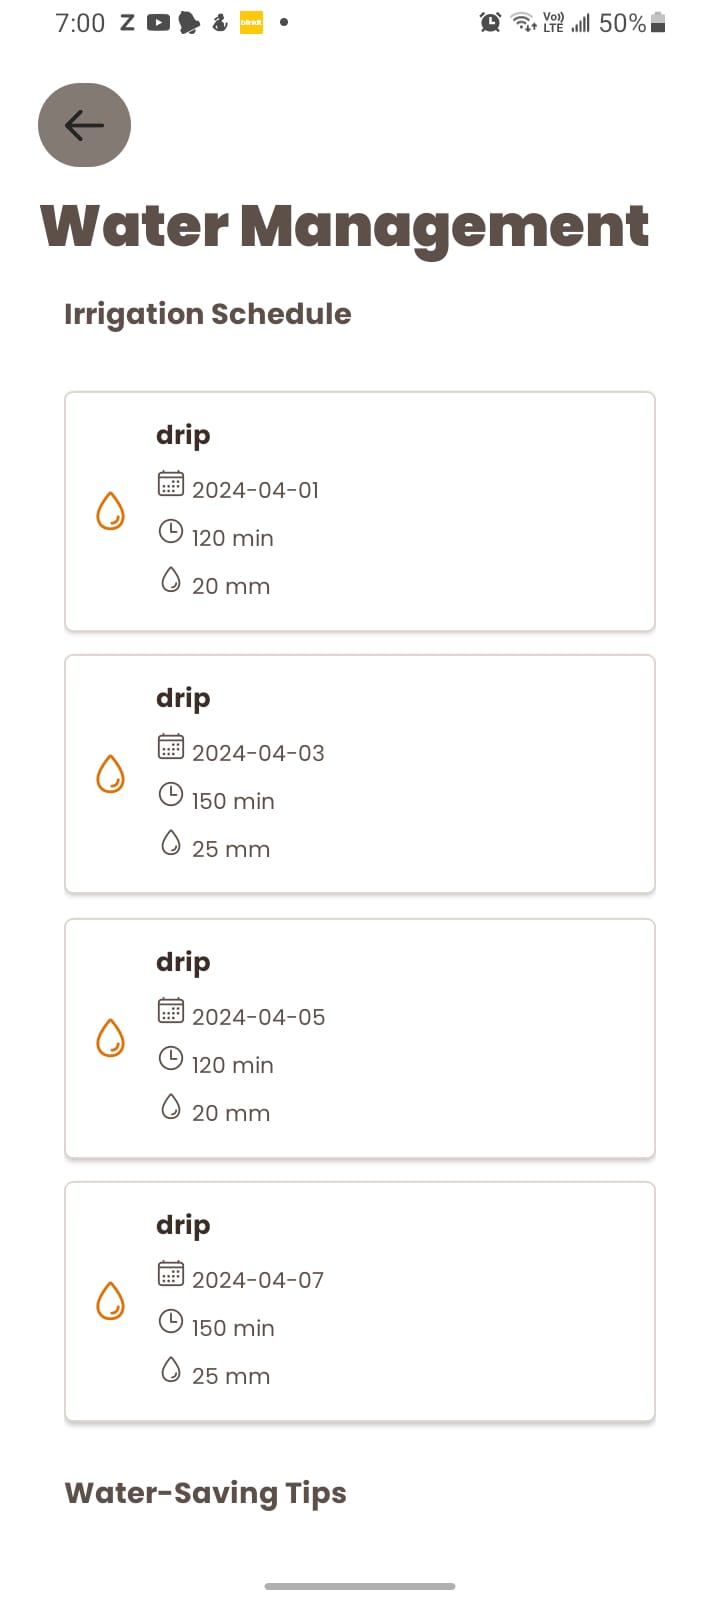 7:00 Z blinkit Vo)) LTE 50%
Water Management
Irrigation Schedule
drip
2024-04-01
120 min
20 mm
drip
2024-04-03
150 min
25 mm
drip
2024-04-05
120 min
20 mm
drip
2024-04-07
150 min
25 mm
Water-Saving Tips